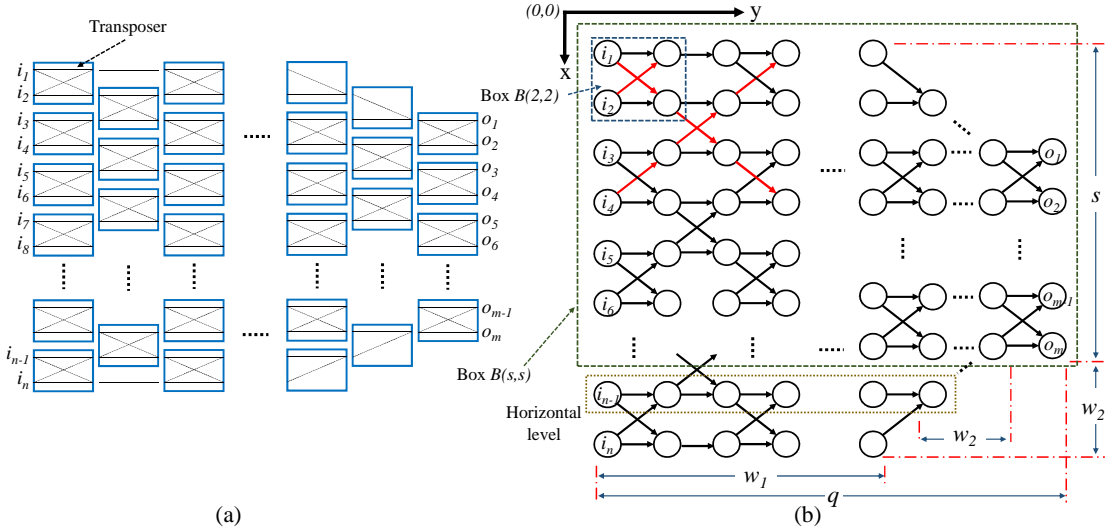 Transposer
i1
i2
i3
i4
i5
i6
i7
i8
in-1
in
o1
o2
o3
o4
o5
o6
om-1
om
(a)
(0,0)
y
x
Box B(2,2)
i1
i2
i3
i4
i5
i6
in-1
in
o1
o2
om-1
om
s
Box B(s,s)
Horizontal
level
w2
w2
w1
q
(b)